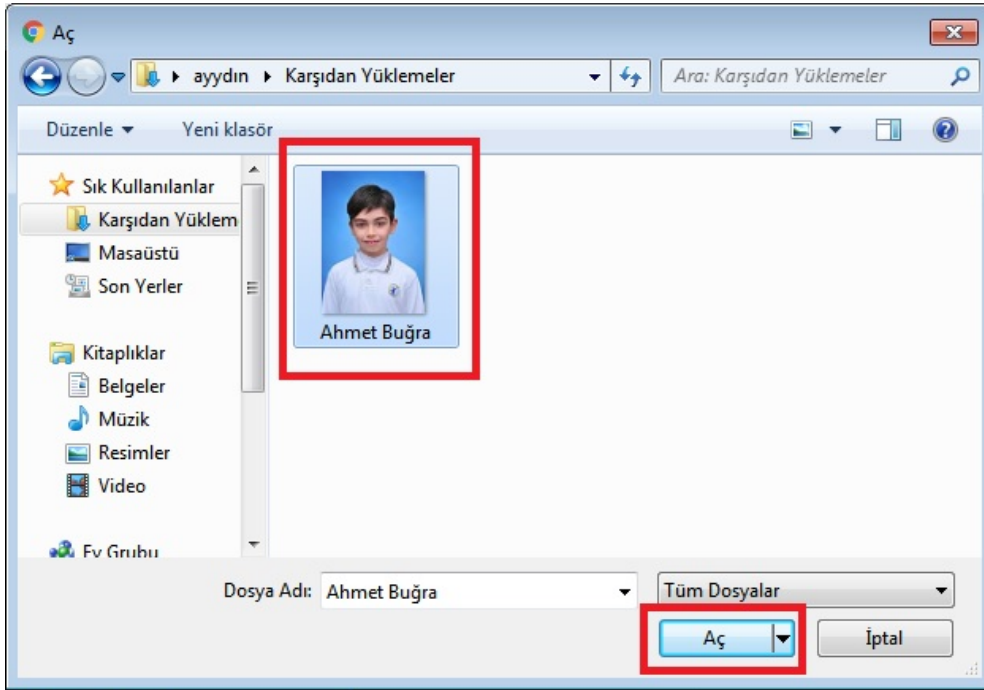 Aç
ayydın Karşıdan Yüklemeler
Ara: Karşıdan Yüklemeler
Düzenle Yeni klasör
Sık Kullanılanlar
Karşıdan Yüklem
Masaüstü
Son Yerler
Kitaplıklar
Belgeler
Müzik
Resimler
Video
Ev Grubu
Ahmet Buğra
Dosya Adı: Ahmet Buğra
Tüm Dosyalar
Aç İptal